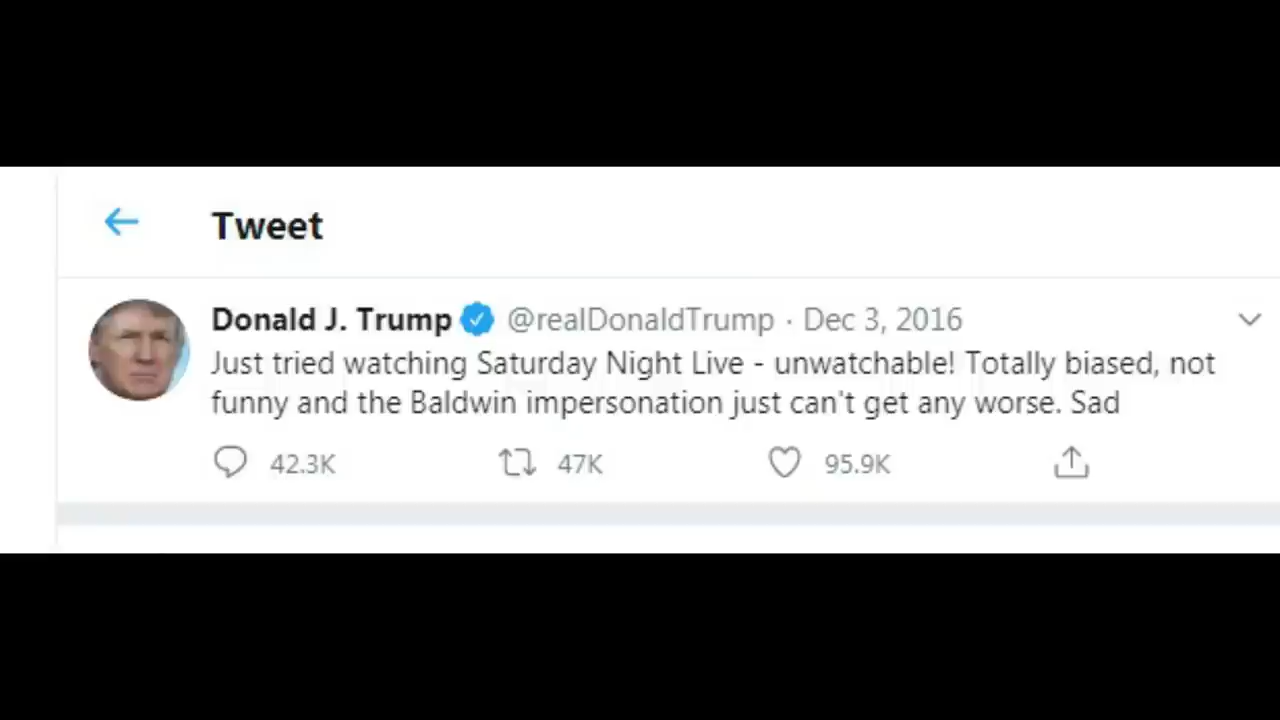 Tweet
Donald J. Trump @realDonaldTrump · Dec 3, 2016
Just tried watching Saturday Night Live - unwatchable! Totally biased, not
funny and the Baldwin impersonation just can't get any worse. Sad
42.3K 47K 95.9K